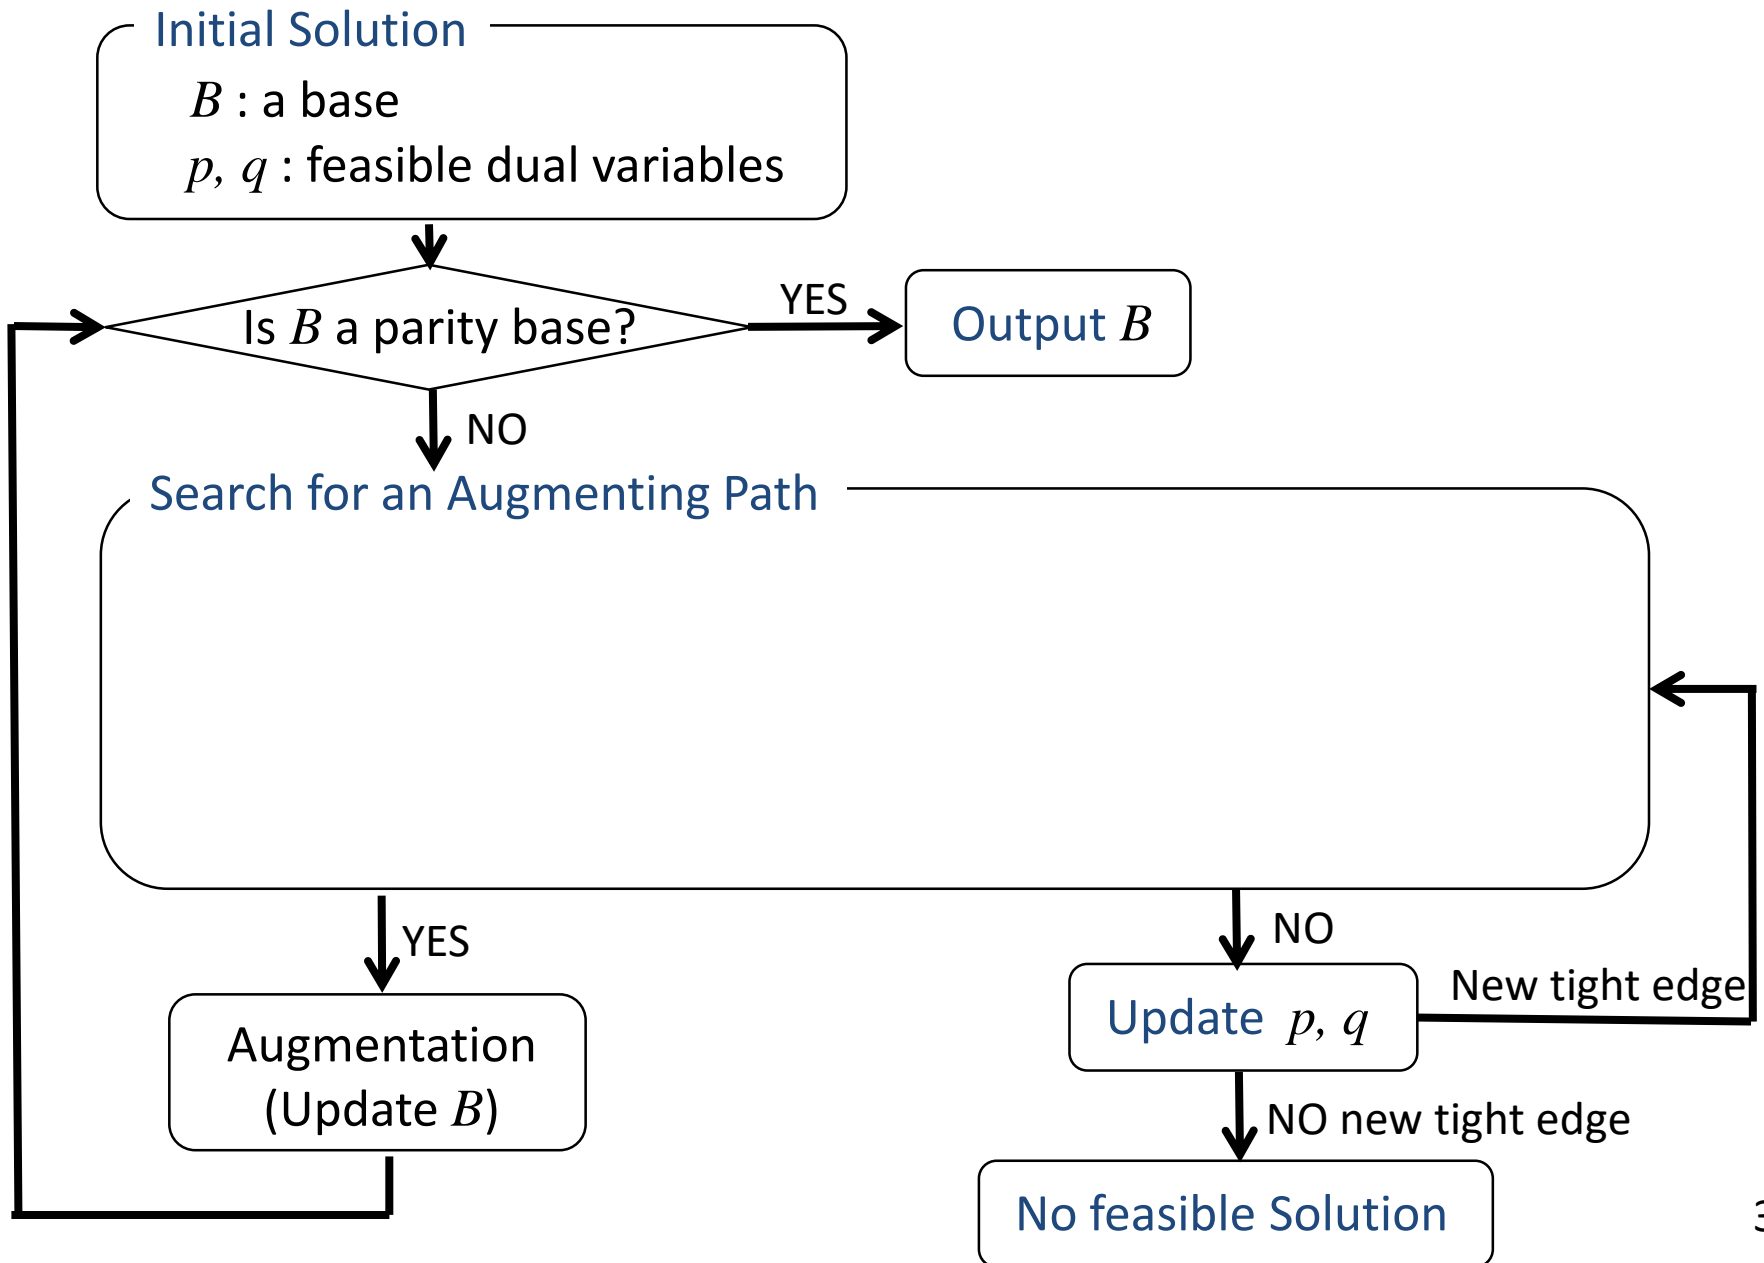 Initial Solution
B : a base
p, q : feasible dual variables
Is B a parity base?
YES
Output B
NO
Search for an Augmenting Path
YES
NO
Augmentation
(Update B)
Update p, q
New tight edge
NO new tight edge
No feasible Solution